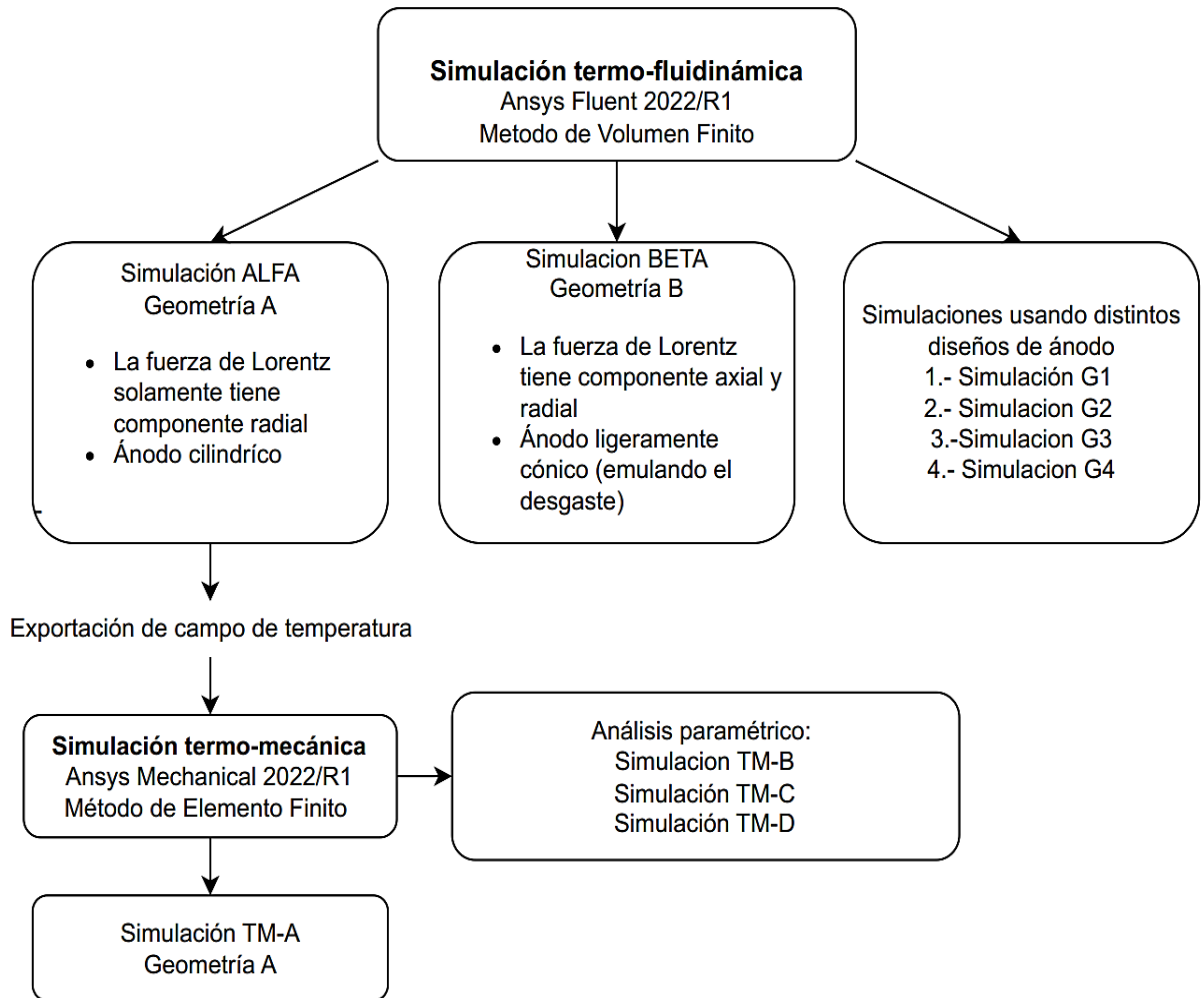 Simulación termo-fluidinámica
Ansys Fluent 2022/R1
Metodo de Volumen Finito
Simulación ALFA
Geometría A
• La fuerza de Lorentz
solamente tiene
componente radial
• Ánodo cilindríco
Simulacion BETA
Geometría B
• La fuerza de Lorentz
tiene componente axial y
radial
• Ánodo ligeramente
cónico (emulando el
desgaste)
Simulaciones usando distintos
diseños de ánodo
1.- Simulación G1
2.- Simulacion G2
3.-Simulacion G3
4.- Simulacion G4
Exportación de campo de temperatura
Simulación termo-mecánica
Ansys Mechanical 2022/R1
Método de Elemento Finito
Análisis paramétrico:
Simulacion TM-B
Simulación TM-C
Simulación TM-D
Simulación TM-A
Geometría A